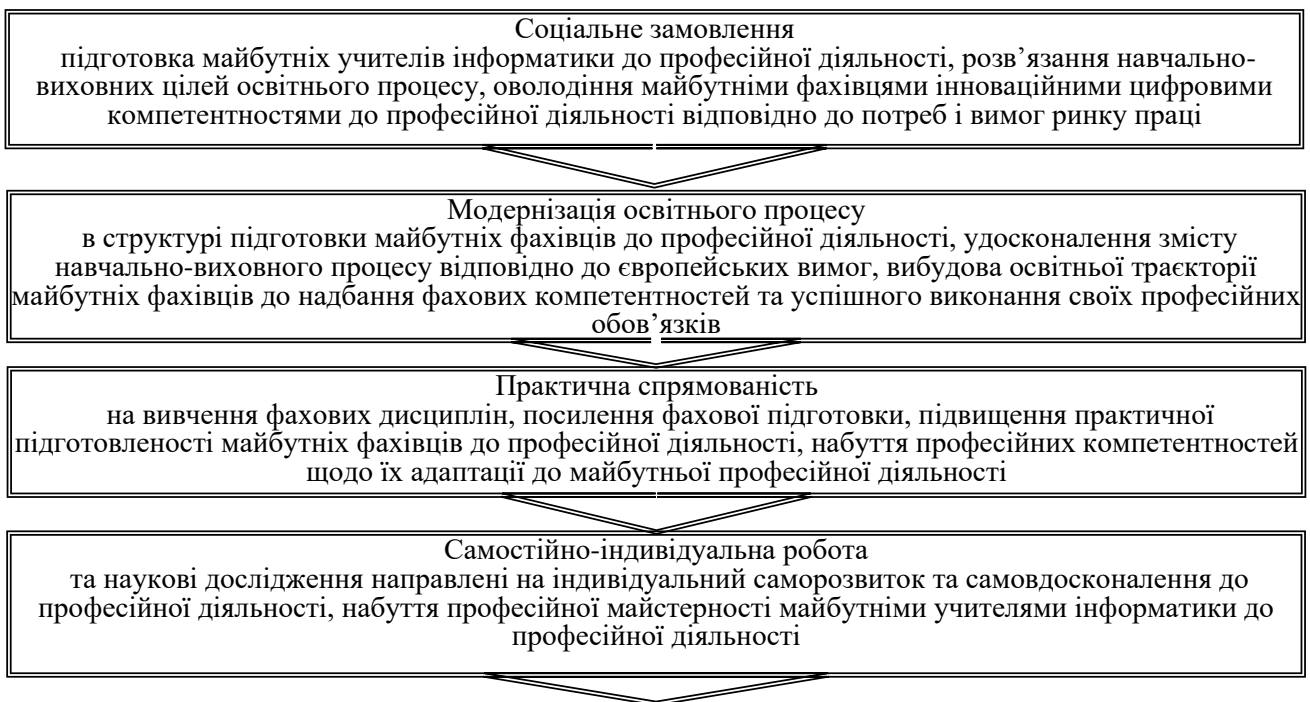 Соціальне замовлення
підготовка майбутніх учителів інформатики до професійної діяльності, розв’язання навчально-
виховних цілей освітнього процесу, оволодіння майбутніми фахівцями інноваційними цифровими
компетентностями до професійної діяльності відповідно до потреб і вимог ринку праці
Модернізація освітнього процесу
в структурі підготовки майбутніх фахівців до професійної діяльності, удосконалення змісту
навчально-виховного процесу відповідно до європейських вимог, вибудова освітньої траєкторії
майбутніх фахівців до надбання фахових компетентностей та успішного виконання своїх професійних
обов’язків
Практична спрямованість
на вивчення фахових дисциплін, посилення фахової підготовки, підвищення практичної
підготовленості майбутніх фахівців до професійної діяльності, набуття професійних компетентностей
щодо їх адаптації до майбутньої професійної діяльності
Самостійно-індивідуальна робота
та наукові дослідження направлені на індивідуальний саморозвиток та самовдосконалення до
професійної діяльності, набуття професійної майстерності майбутніми учителями інформатики до
професійної діяльності